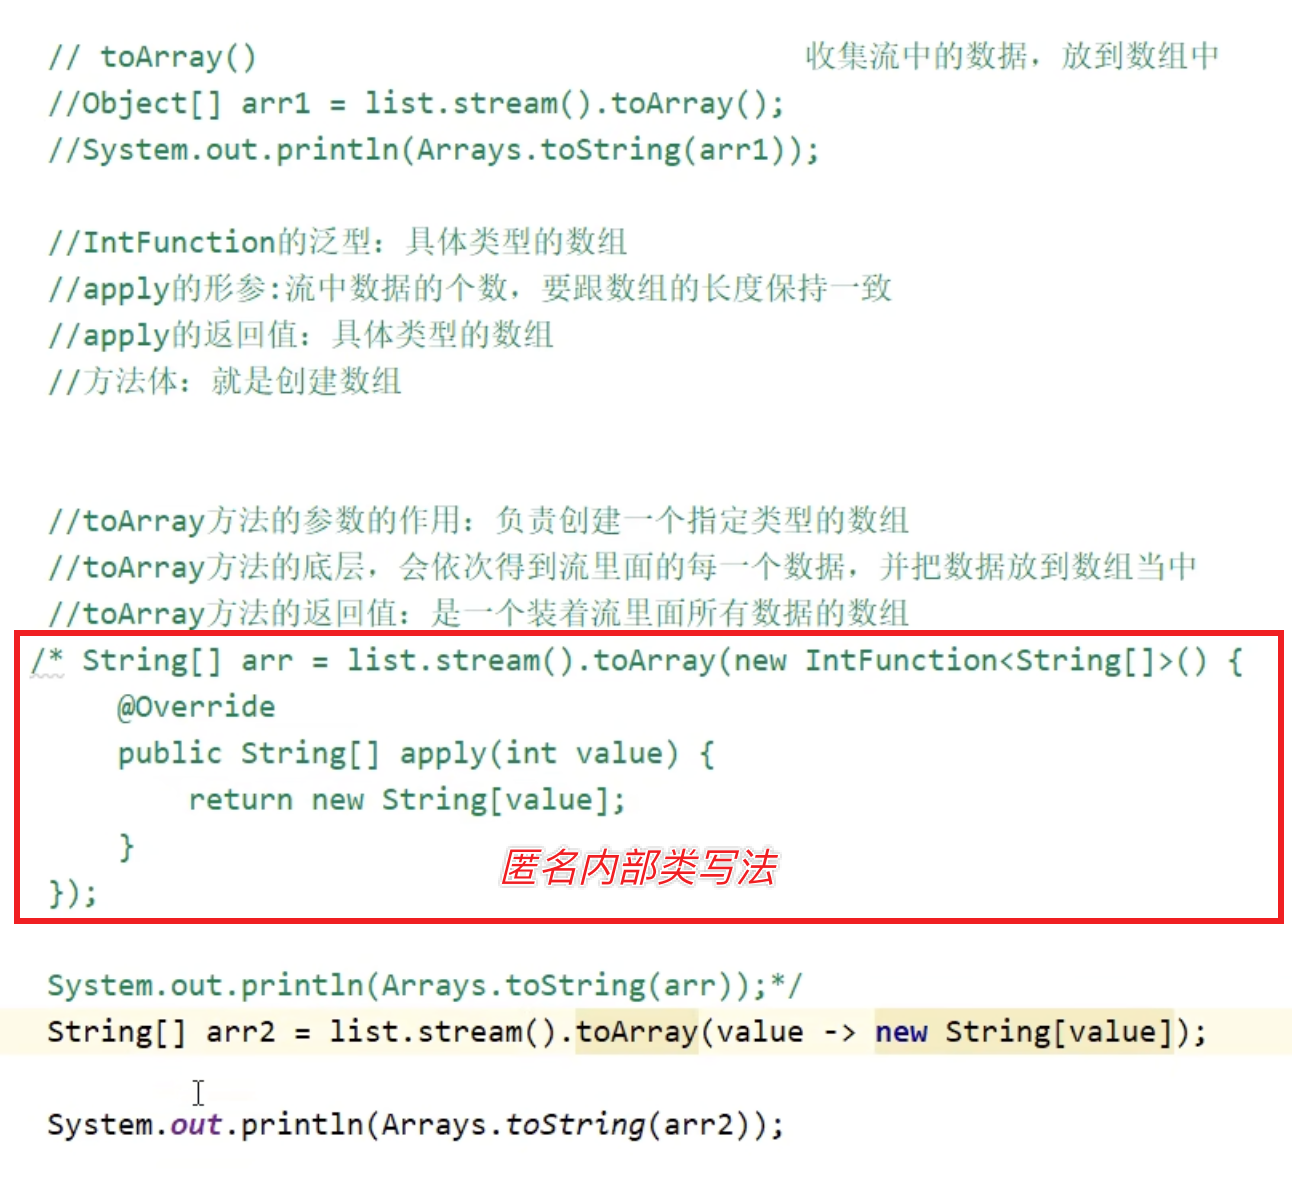 // toArray() 收集流中的数据，放到数组中
//Object[] arr1 = list.stream().toArray();
//System.out.println(Arrays.toString(arr1));
//IntFunction的泛型：具体类型的数组
//apply的形参:流中数据的个数，要跟数组的长度保持一致
//apply的返回值：具体类型的数组
//方法体：就是创建数组
//toArray方法的参数的作用：负责创建一个指定类型的数组
//toArray方法的底层，会依次得到流里面的每一个数据，并把数据放到数组当中
//toArray方法的返回值：是一个装着流里面所有数据的数组
/* String[] arr = list.stream().toArray(new IntFunction<String[]>() {
@Override
public String[] apply(int value) {
return new String[value];
}
匿名内部类写法
});
System.out.println(Arrays.toString(arr));*/
String[] arr2 = list.stream().toArray(value -> new String[value]);
System.out.println(Arrays.toString(arr2));